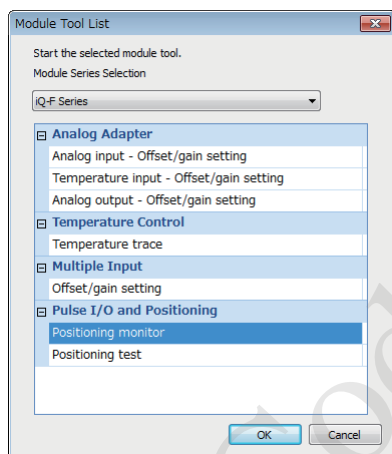 Module Tool List
Start the selected module tool.
Module Series Selection
iQ-F Series
Analog Adapter
Analog input - Offset/gain setting
Temperature input - Offset/gain setting
Analog output - Offset/gain setting
Temperature Control
Temperature trace
Multiple Input
Offset/gain setting
Pulse I/O and Positioning
Positioning monitor
Positioning test
OK Cancel